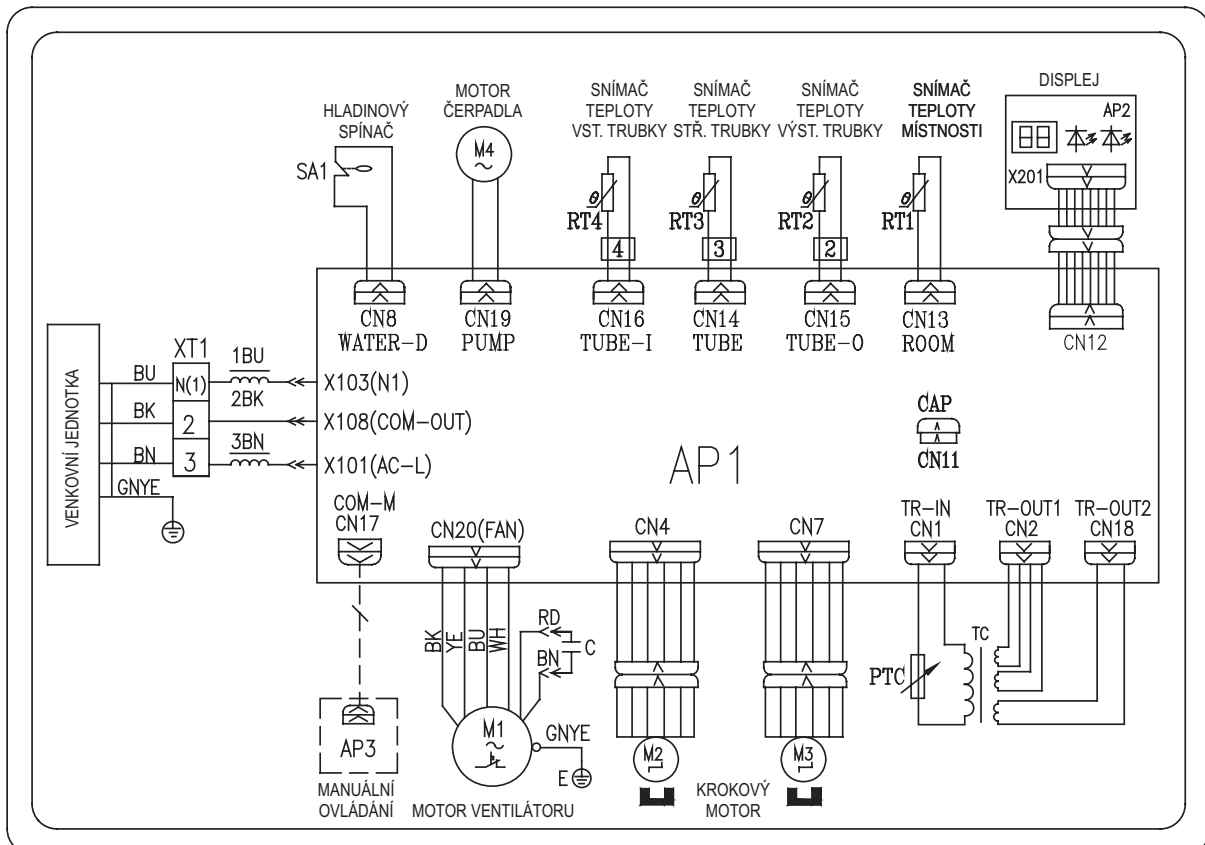 HLADINOVÝ
SPÍNAČ
SA1
MOTOR
ČERPADLA
M4
SNÍMAČ
TEPLOTY
VST. TRUBKY
θ
RT4
4
SNÍMAČ
TEPLOTY
STŘ. TRUBKY
θ
RT3
3
SNÍMAČ
TEPLOTY
VÝST. TRUBKY
θ
RT2
2
SNÍMAČ
TEPLOTY
MÍSTNOSTI
θ
RT1
DISPLEJ
AP2
X201
CN8
WATER-D
CN19
PUMP
CN16
TUBE-I
CN14
TUBE
CN15
TUBE-O
CN13
ROOM
CN12
VENKOVNÍ JEDNOTKA
BU
BK
BN
GNYE
XT1
N(1)
2
3
1BU
2BK
3BN
X103(N1)
X108(COM-OUT)
X101(AC-L)
AP1
CAP
CN11
COM-M
CN17
CN20(FAN)
CN4
CN7
TR-IN
CN1
TR-OUT1
CN2
TR-OUT2
CN18
BK
YE
BU
WH
RD
BN
C
M1
GNYE
E
AP3
MANUÁLNÍ
OVLÁDÁNÍ
MOTOR VENTILÁTORU
M2
KROKOVÝ
MOTOR
M3
PTC
TC